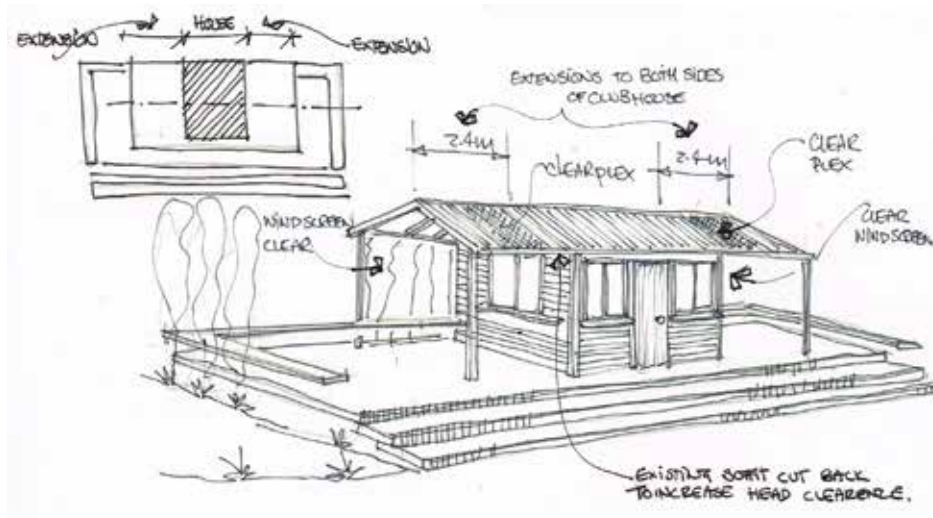 EXTENSION
HOUSE
EXTENSION
EXTENSIONS TO BOTH SIDES
OF CLUBHOUSE
2.4m
2.4m
CLEARPLEX
CLEAR
PLEX
WINDSCREEN
CLEAR
CLEAR
WINDSCREEN
EXISTING SOFIT CUT BACK
TO INCREASE HEAD CLEARENCE.